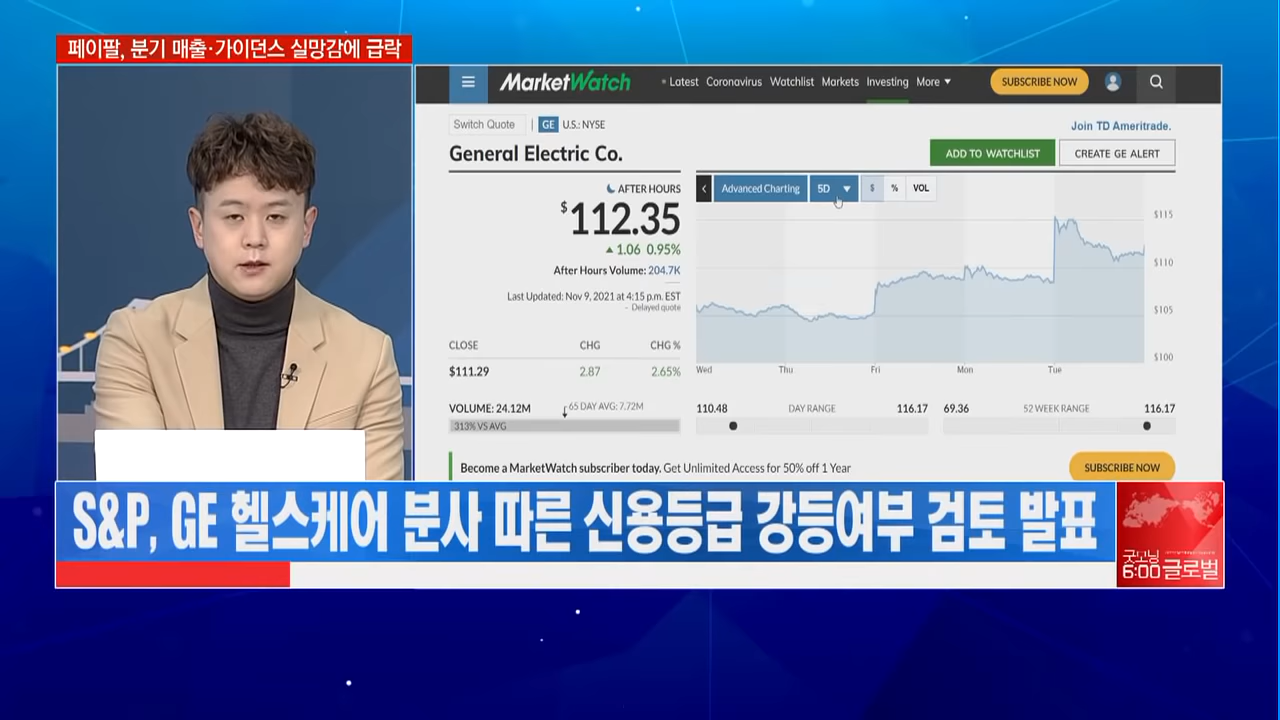 페이팔, 분기 매출·가이던스 실망감에 급락
MarketWatch
Latest Coronavirus Watchlist Markets Investing More
SUBSCRIBE NOW
Switch Quote | GE U.S.: NYSE
Join TD Ameritrade.
General Electric Co.
ADD TO WATCHLIST
CREATE GE ALERT
AFTER HOURS
$112.35
1.06 0.95%
After Hours Volume: 204.7K
Last Updated: Nov 9, 2021 at 4:15 p.m. EST
- Delayed quote
CLOSE CHG CHG %
$111.29 2.87 2.65%
VOLUME: 24.12M 65 DAY AVG: 7.72M
313% VS AVG
Advanced Charting 5D $ % VOL
$115
$110
$105
$100
Wed Thu Fri Mon Tue
110.48 DAY RANGE 116.17
69.36 52 WEEK RANGE 116.17
Become a MarketWatch subscriber today. Get Unlimited Access for 50% off 1 Year
SUBSCRIBE NOW
S&P, GE 헬스케어 분사 따른 신용등급 강등여부 검토 발표
굿모닝
6:00 글로벌